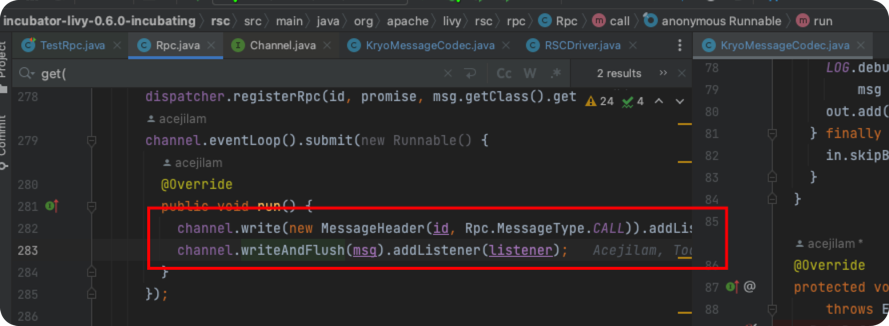 incubator-livy-0.6.0-incubating › rsc › src › main › java › org › apache › livy › rsc › rpc › Rpc › call › anonymous Runnable › run
TestRpc.java × Rpc.java × Channel.java × KryoMessageCodec.java × RSCDriver.java × KryoMessageCodec.java ×
Project
Commit
get( Cc W .* 2 results
278 dispatcher.registerRpc(id, promise, msg.getClass().get 24 4
acejilam
279 channel.eventLoop().submit(new Runnable() {
acejilam
280 @Override
281 public void run() {
282 channel.write(new MessageHeader(id, Rpc.MessageType.CALL)).addLis
283 channel.writeAndFlush(msg).addListener(listener); Acejilam, Tod
284 }
285 });
286
78 LOG.debu
79 msg
80 out.add(
81 } finally
82 in.skipB
83 }
84 }
85
acejilam *
86 @Override
87 @ protected vo
88 throws E